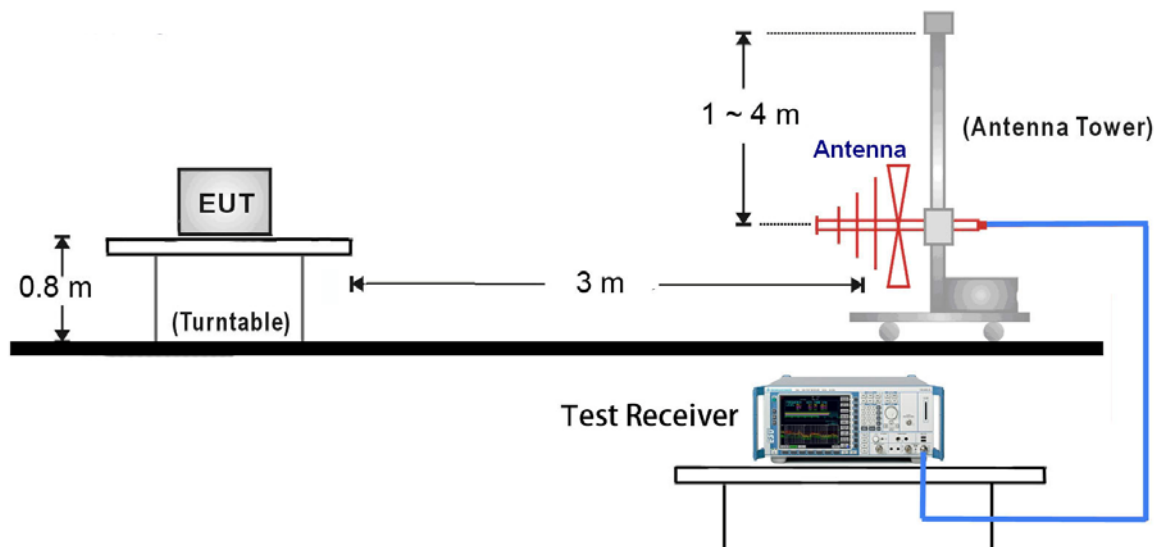 1 ~ 4 m
(Antenna Tower)
Antenna
EUT
0.8 m
3 m
(Turntable)
Test Receiver